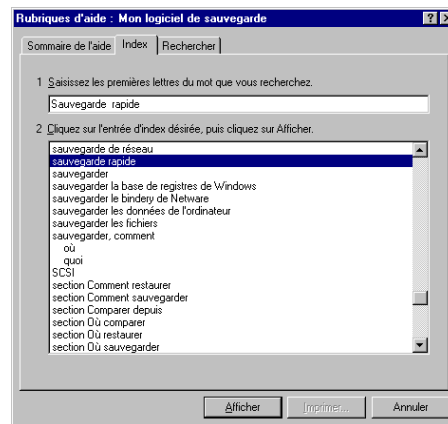 Rubriques d'aide : Mon logiciel de sauvegarde
Sommaire de l'aide Index Rechercher
1 Saisissez les premières lettres du mot que vous recherchez.
Sauvegarde rapide
2 Cliquez sur l'entrée d'index désirée, puis cliquez sur Afficher.
sauvegarde de réseau
sauvegarde rapide
sauvegarder
sauvegarder la base de registres de Windows
sauvegarder le bindery de Netware
sauvegarder les données de l'ordinateur
sauvegarder les fichiers
sauvegarder, comment
où
quoi
SCSI
section Comment restaurer
section Comment sauvegarder
section Comparer depuis
section Où comparer
section Où restaurer
section Où sauvegarder
Afficher Imprimer... Annuler